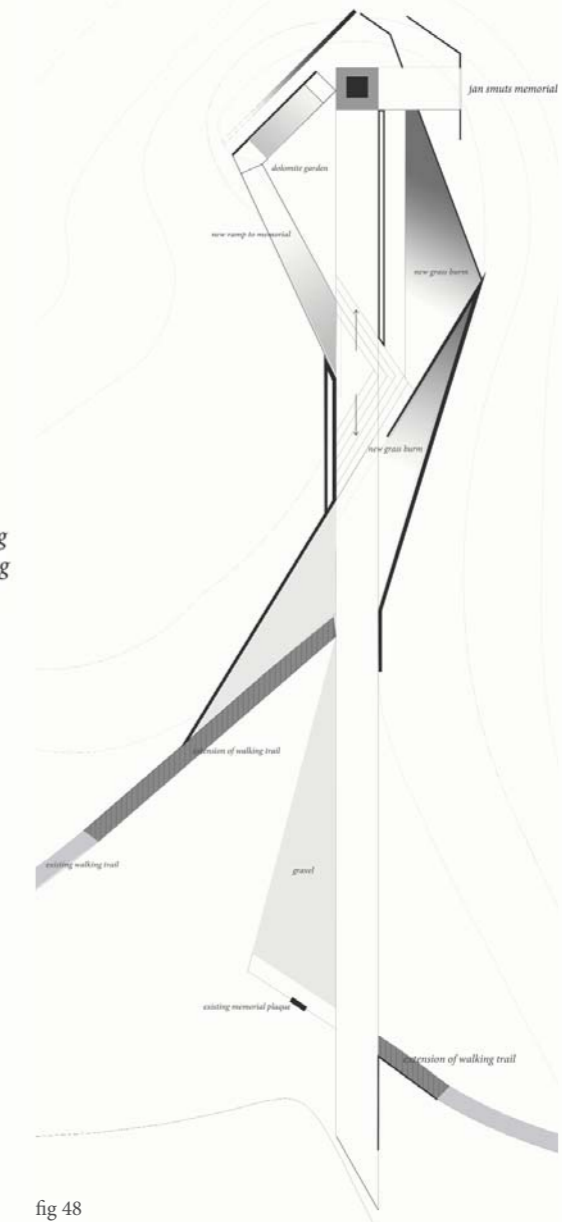 jan smuts memorial
dolomite garden
new ramp to memorial
new grass burm
new grass burm
g
g
extension of walking trail
existing walking trail
gravel
existing memorial plaque
extension of walking trail
fig 48